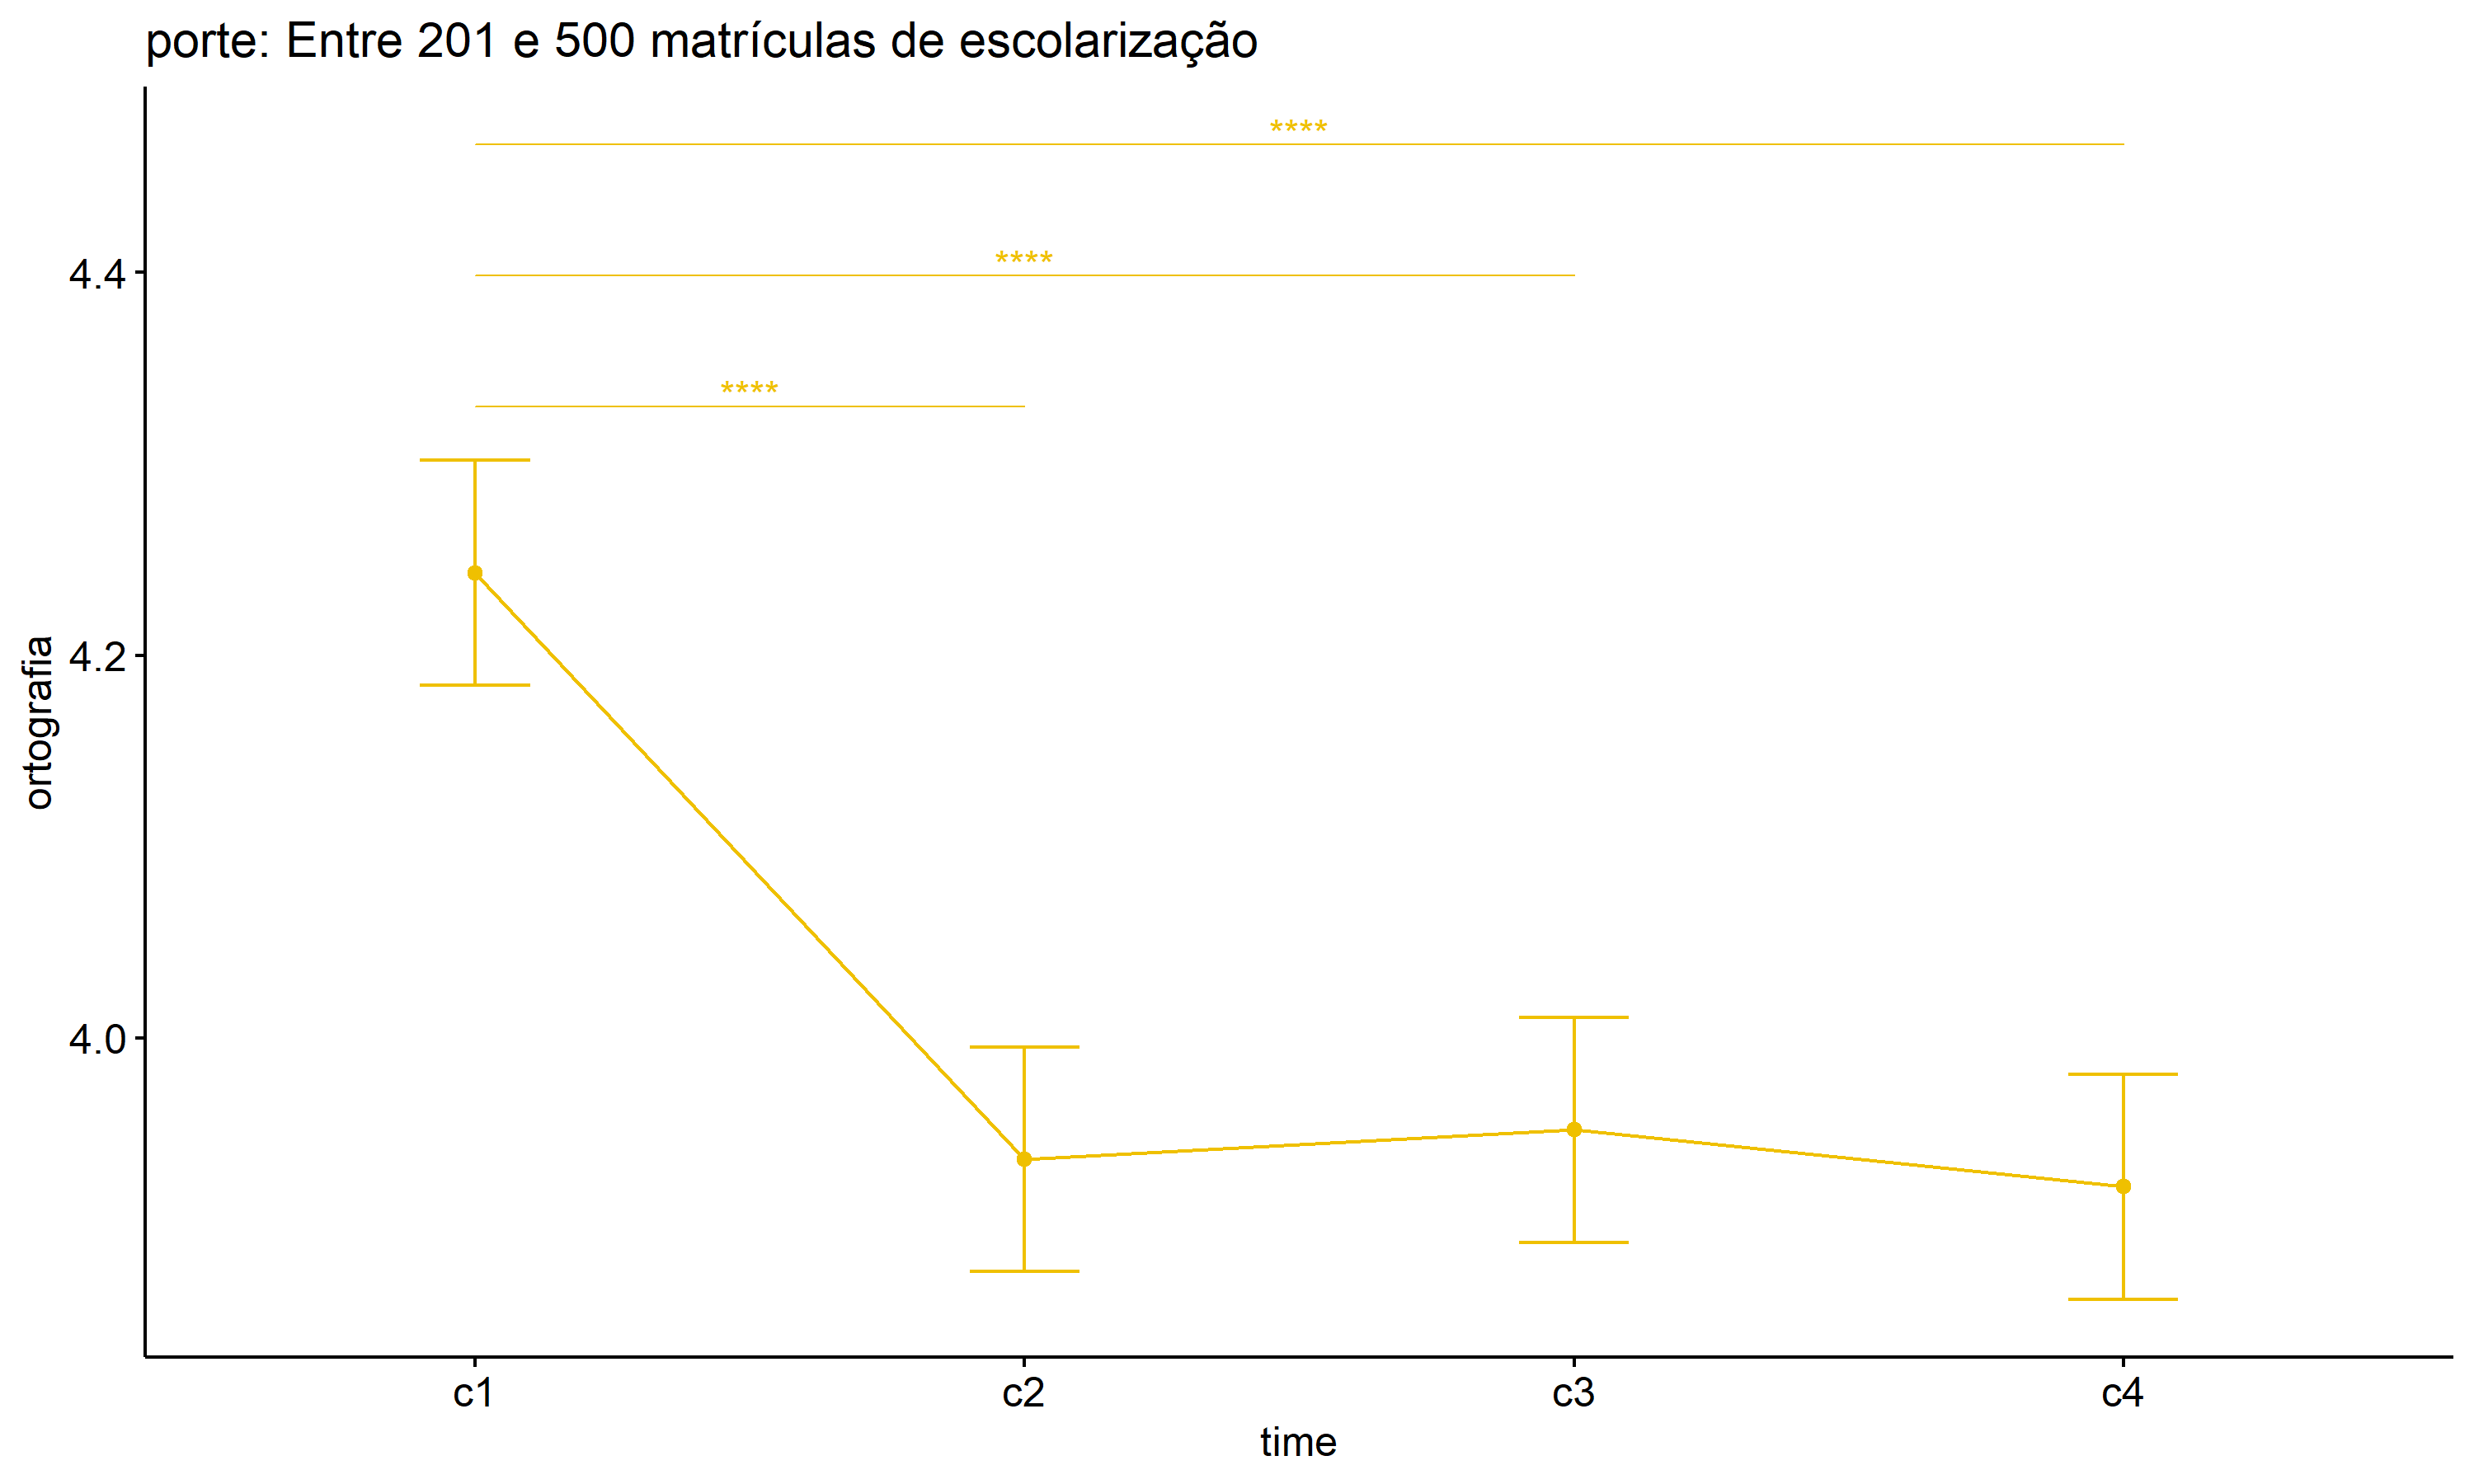 porte: Entre 201 e 500 matrículas de escolarização
****
4.4
****
****
4.2
ortografia
4.0
c1 c2 c3 c4
time